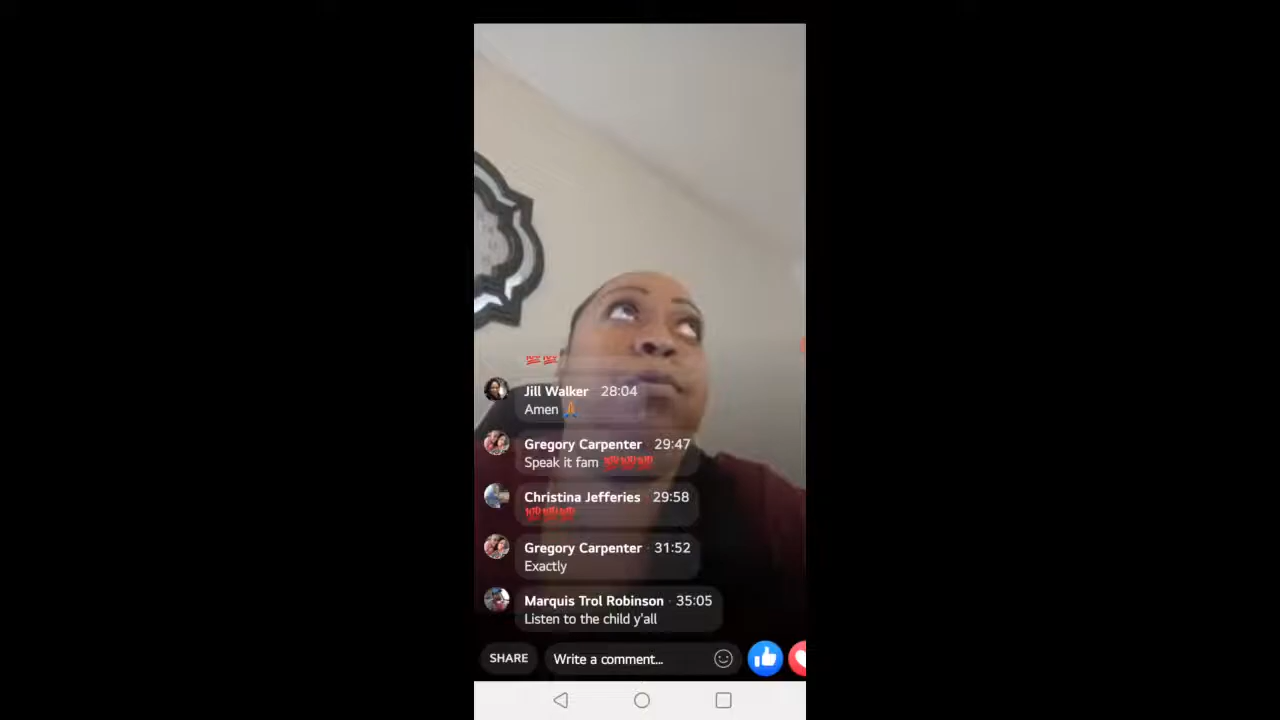 💯💯
Jill Walker 28:04
Amen 🙏
Gregory Carpenter · 29:47
Speak it fam 💯💯💯
Christina Jefferies · 29:58
💯💯💯
Gregory Carpenter · 31:52
Exactly
Marquis Trol Robinson · 35:05
Listen to the child y'all
SHARE
Write a comment...